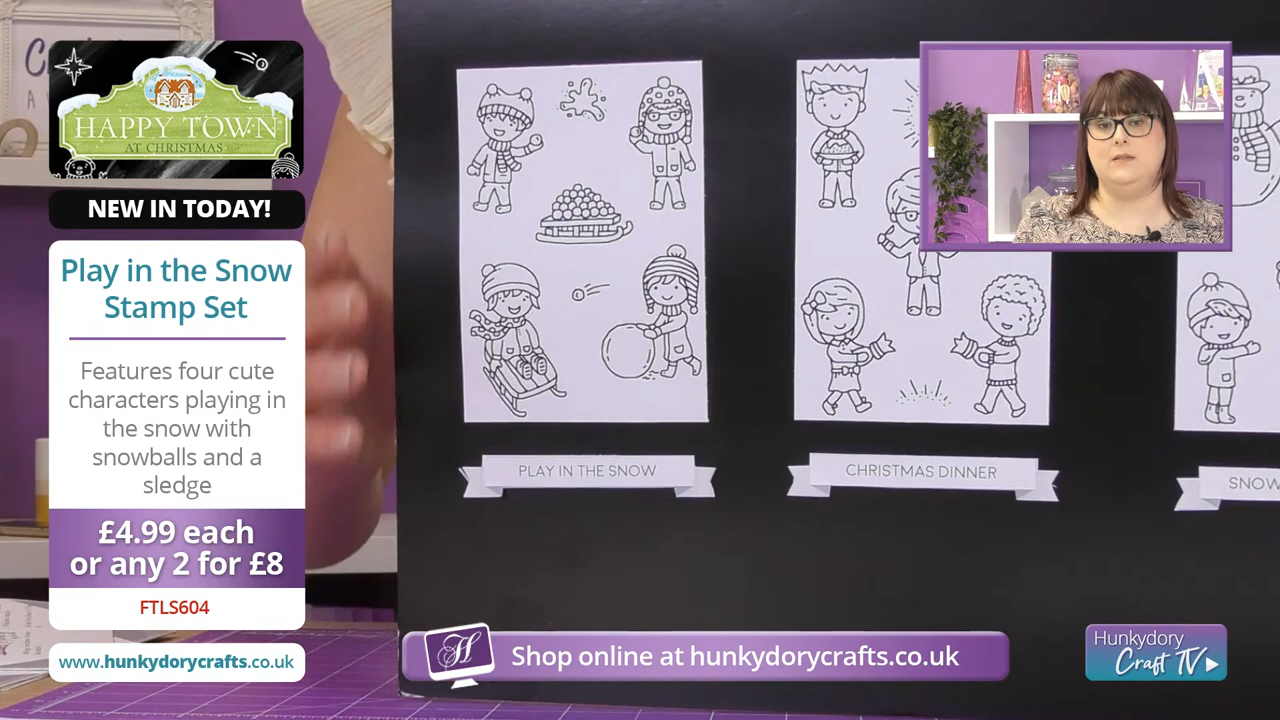 HAPPY TOWN
AT CHRISTMAS
NEW IN TODAY!
Play in the Snow
Stamp Set
Features four cute
characters playing in
the snow with
snowballs and a
sledge
£4.99 each
or any 2 for £8
FTLS604
www.hunkydorycrafts.co.uk
PLAY IN THE SNOW
CHRISTMAS DINNER
SNOW
Shop online at hunkydorycrafts.co.uk
Hunkydory
Craft TV